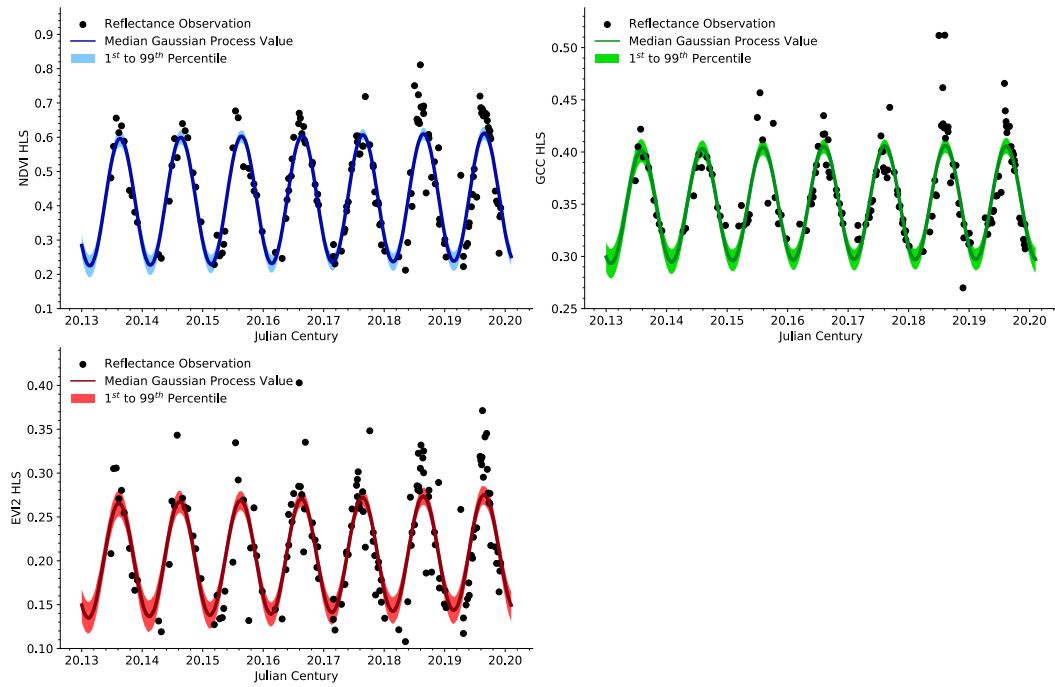 Reflectance Observation
Median Gaussian Process Value
1st to 99th Percentile
NDVI HLS
0.9
0.8
0.7
0.6
0.5
0.4
0.3
0.2
0.1
20.13 20.14 20.15 20.16 20.17 20.18 20.19 20.20
Julian Century
Reflectance Observation
Median Gaussian Process Value
1st to 99th Percentile
GCC HLS
0.50
0.45
0.40
0.35
0.30
0.25
20.13 20.14 20.15 20.16 20.17 20.18 20.19 20.20
Julian Century
Reflectance Observation
Median Gaussian Process Value
1st to 99th Percentile
EVI2 HLS
0.40
0.35
0.30
0.25
0.20
0.15
0.10
20.13 20.14 20.15 20.16 20.17 20.18 20.19 20.20
Julian Century